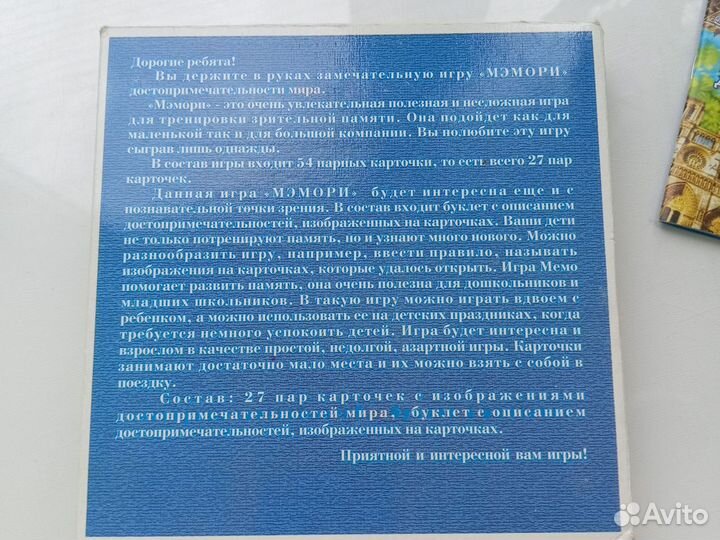 Дорогие ребята!
Вы держите в руках замечательную игру «МЭМОРИ»
достопримечательности мира.
«Мэмори» - это очень увлекательная полезная и несложная игра
для тренировки зрительной памяти. Она подойдет как для
маленькой так и для большой компании. Вы полюбите эту игру
сыграв лишь однажды.
В состав игры входит 54 парных карточки, то есть всего 27 пар
карточек.
Данная игра «МЭМОРИ» будет интересна еще и с
познавательной точки зрения. В состав входит буклет с описанием
достопримечательностей, изображенных на карточках. Ваши дети
не только потренируют память, но и узнают много нового. Можно
разнообразить игру, например, ввести правило, называть
изображения на карточках, которые удалось открыть. Игра Мемо
помогает развить память, она очень полезна для дошкольников и
младших школьников. В такую игру можно играть вдвоем с
ребенком, а можно использовать ее на детских праздниках, когда
требуется немного успокоить детей. Игра будет интересна и
взрослом в качестве простой, недолгой, азартной игры. Карточки
занимают достаточно мало места и их можно взять с собой в
поездку.
Состав: 27 пар карточек с изображениями
достопримечательностей мира, буклет с описанием
достопримечательностей, изображенных на карточках.
Приятной и интересной вам игры!
Avito